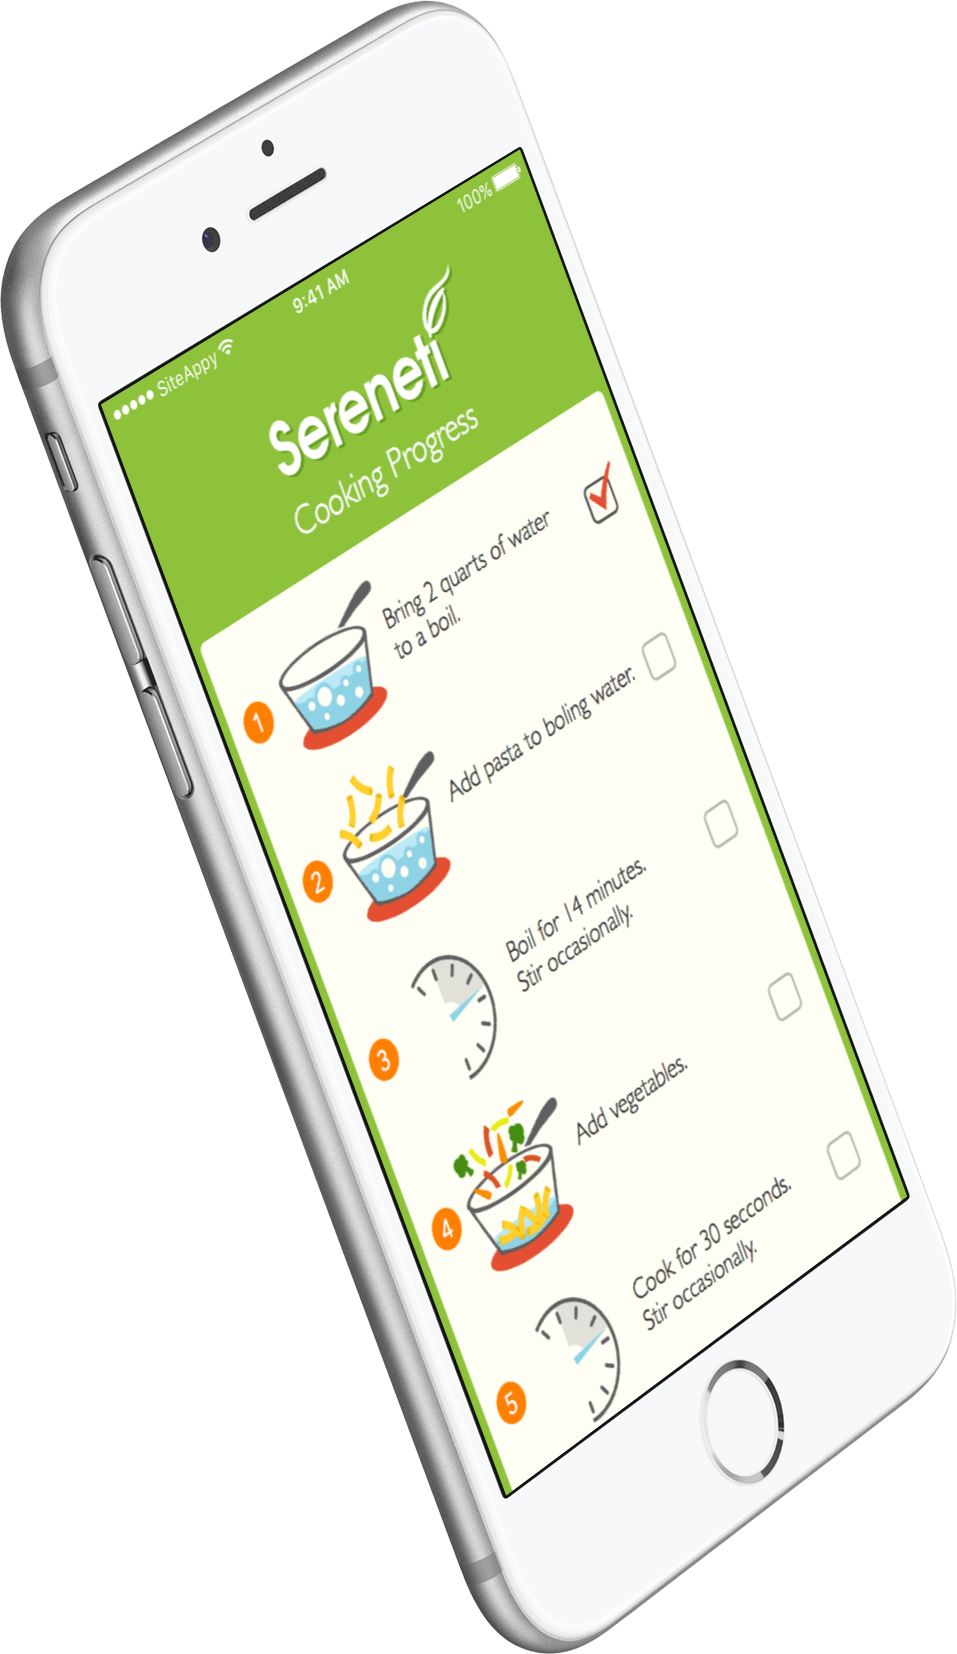 ●●●●● SiteAppy 9:41 AM 100%
Sereneti
Cooking Progress
1
Bring 2 quarts of water
to a boil.
2
Add pasta to boling water.
3
Boil for 14 minutes.
Stir occasionally.
4
Add vegetables.
5
Cook for 30 secconds.
Stir occasionally.